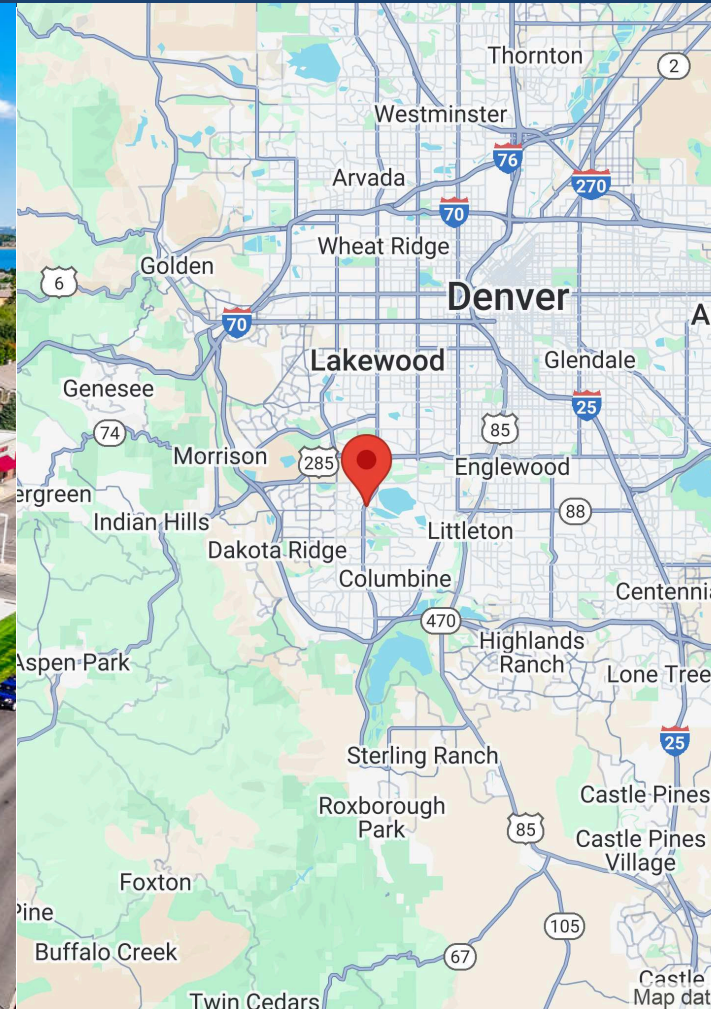 Thornton
2
Westminster
76
Arvada
270
70
Wheat Ridge
Golden
6
Denver
A
70
Lakewood
Glendale
Genesee
25
74
85
Morrison
285
Englewood
ergreen
88
Indian Hills
Littleton
Dakota Ridge
Columbine
Centennia
470
Highlands
Ranch
Aspen Park
Lone Tree
25
Sterling Ranch
Castle Pines
Roxborough
Park
85
Castle Pines
Village
Foxton
Pine
105
Buffalo Creek
67
Castle
Twin Cedars
Map dat